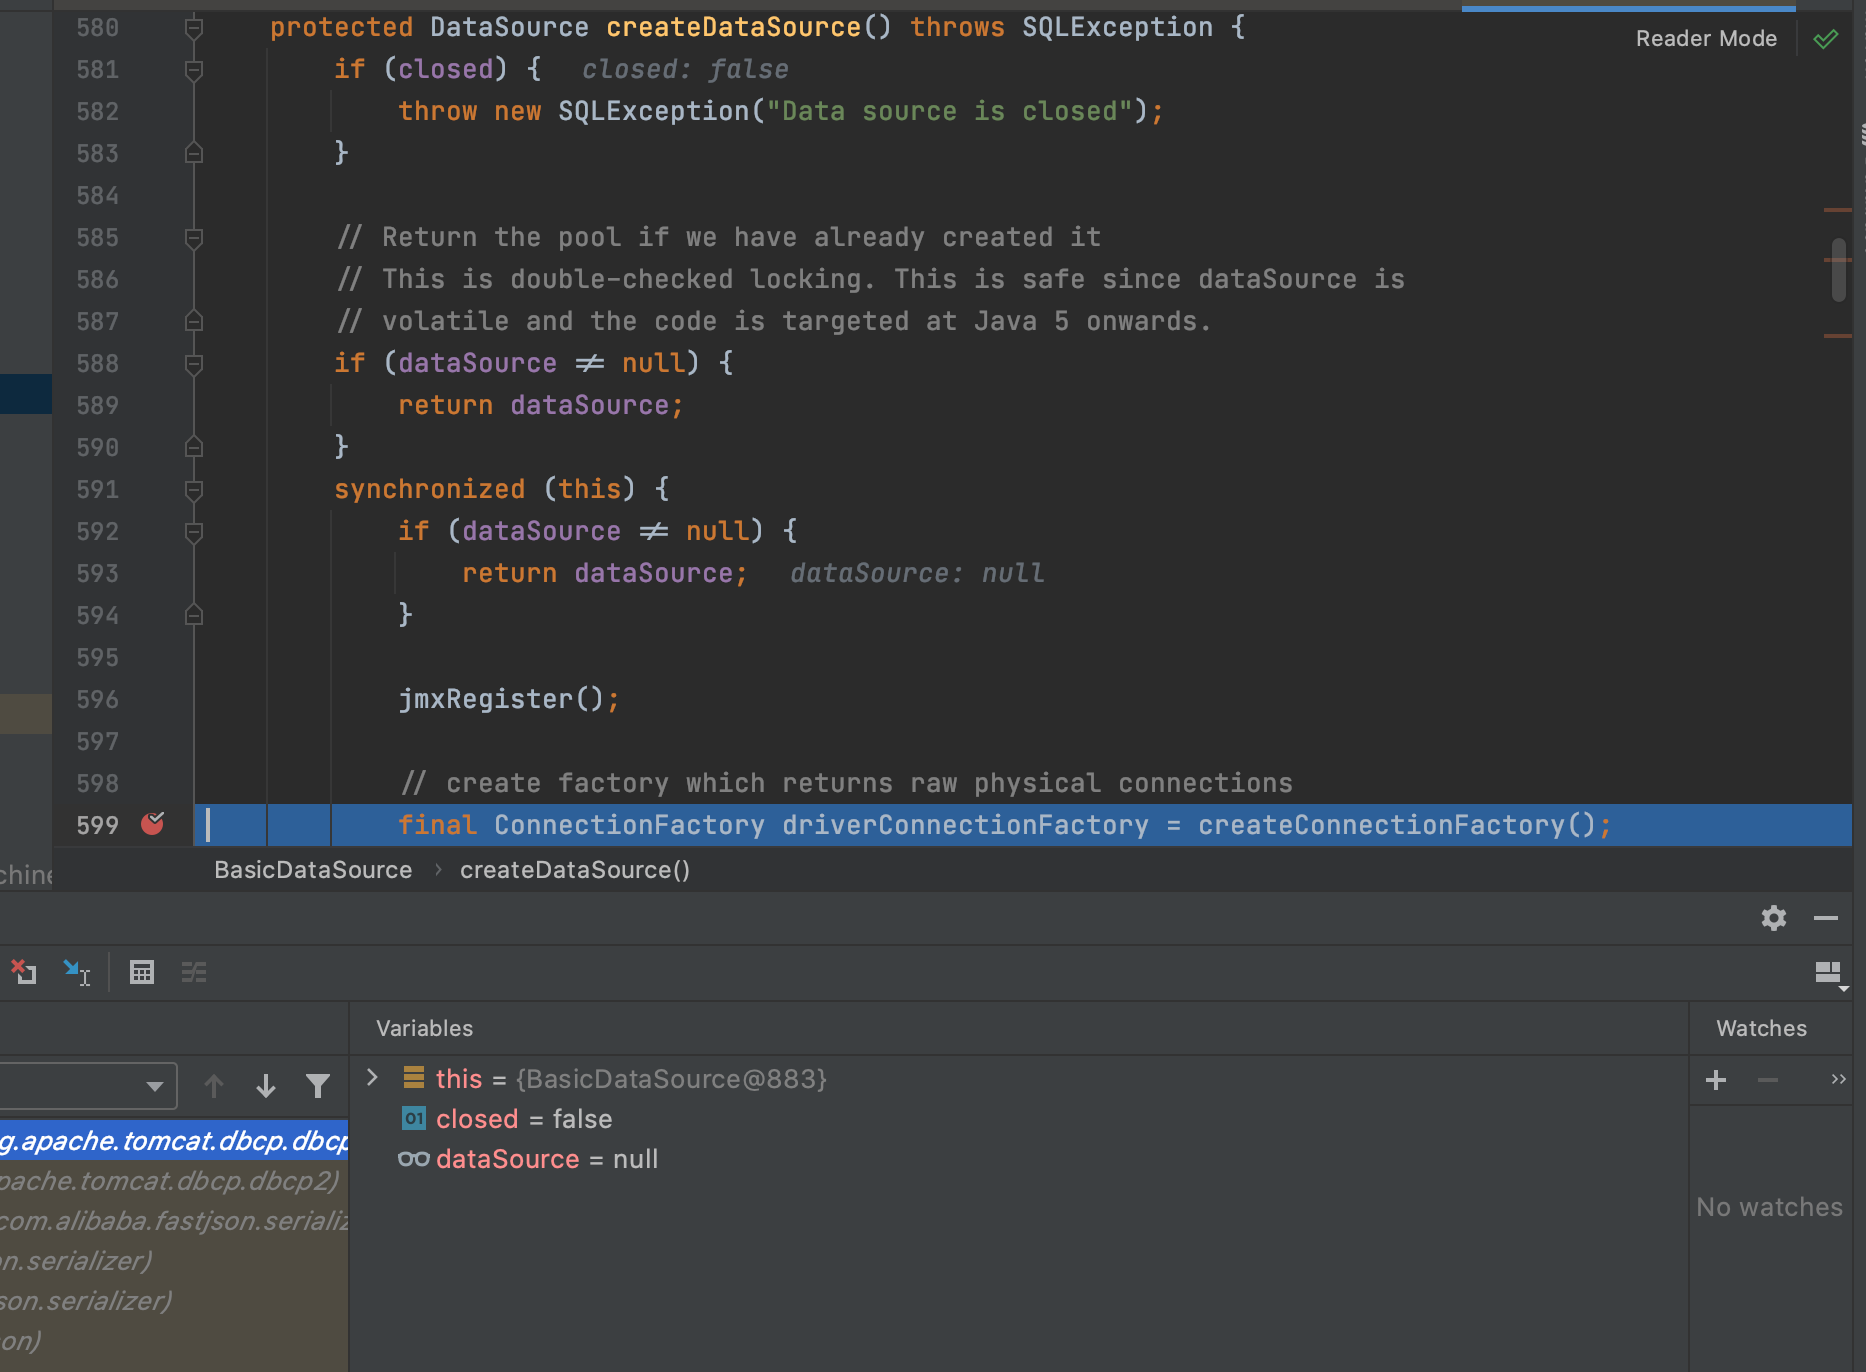 580 protected DataSource createDataSource() throws SQLException {
Reader Mode
581 if (closed) { closed: false
582 throw new SQLException("Data source is closed");
583 }
584
585 // Return the pool if we have already created it
586 // This is double-checked locking. This is safe since dataSource is
587 // volatile and the code is targeted at Java 5 onwards.
588 if (dataSource ≠ null) {
589 return dataSource;
590 }
591 synchronized (this) {
592 if (dataSource ≠ null) {
593 return dataSource; dataSource: null
594 }
595
596 jmxRegister();
597
598 // create factory which returns raw physical connections
599 final ConnectionFactory driverConnectionFactory = createConnectionFactory();
chine
BasicDataSource › createDataSource()
Variables
Watches
this = {BasicDataSource@883}
01 closed = false
dataSource = null
No watches
g.apache.tomcat.dbcp.dbcp
pache.tomcat.dbcp.dbcp2)
com.alibaba.fastjson.serializ
n.serializer)
son.serializer)
on)